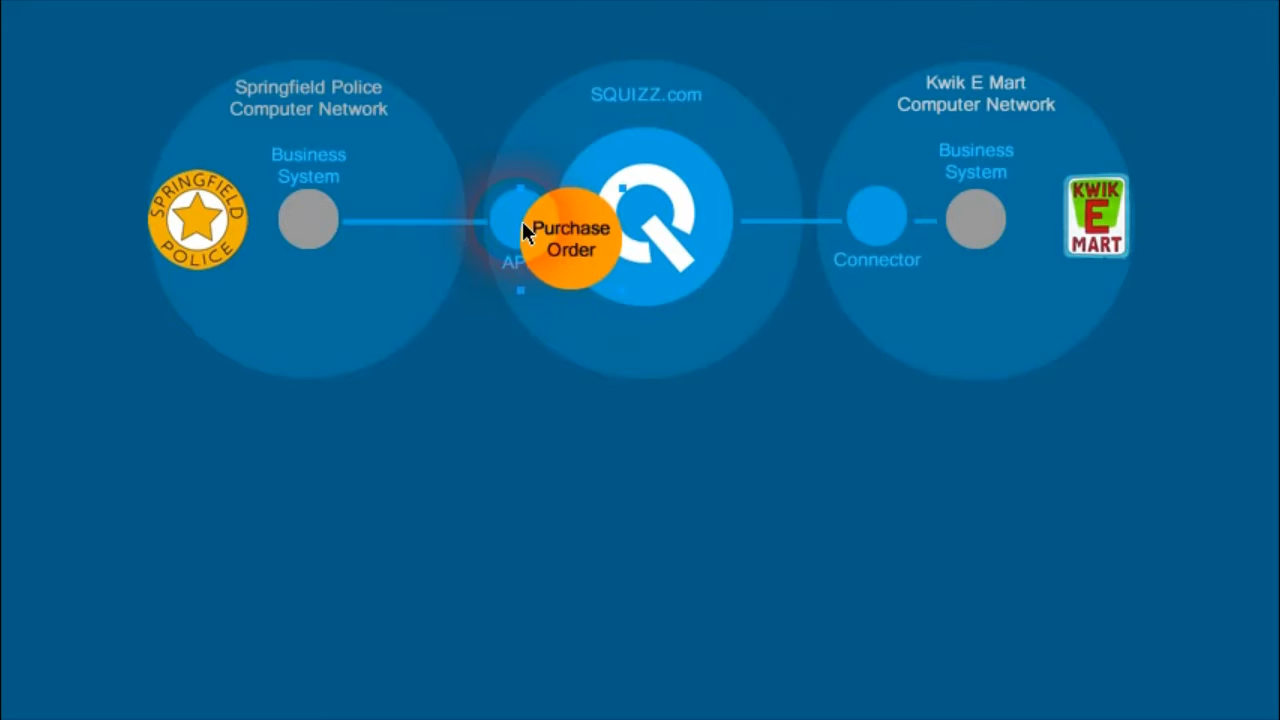 Springfield Police
Computer Network
Business
System
SPRINGFIELD
POLICE
SQUIZZ.com
Purchase
Order
Kwik E Mart
Computer Network
Business
System
Connector
KWIK
E
MART